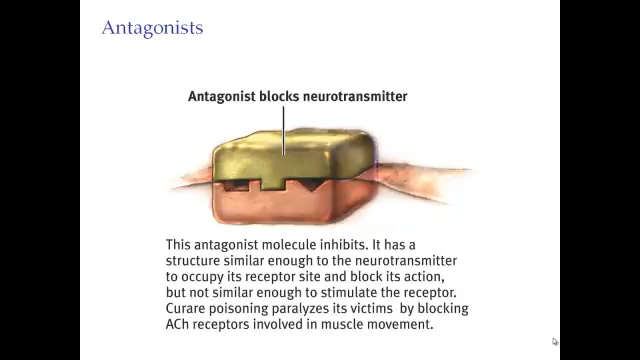 Antagonists
Antagonist blocks neurotransmitter
This antagonist molecule inhibits. It has a
structure similar enough to the neurotransmitter
to occupy its receptor site and block its action,
but not similar enough to stimulate the receptor.
Curare poisoning paralyzes its victims by blocking
ACh receptors involved in muscle movement.